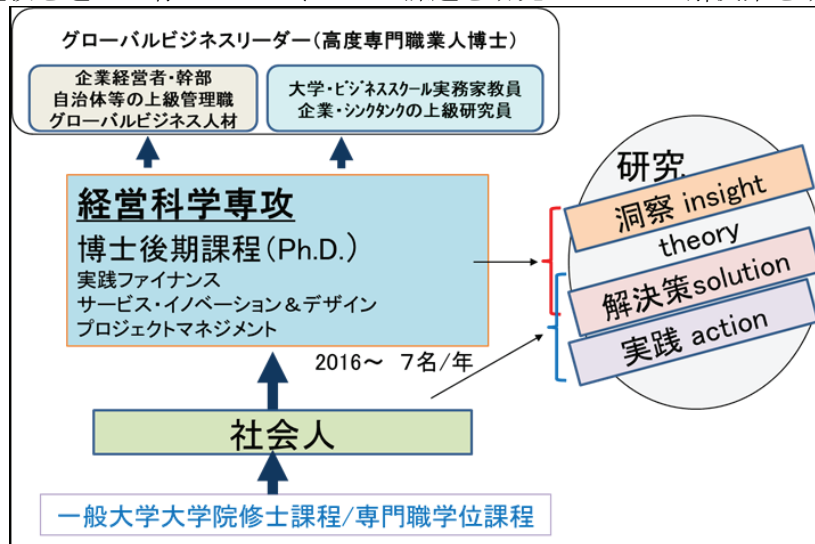 グローバルビジネスリーダー(高度専門職業人博士)
企業経営者・幹部
自治体等の上級管理職
グローバルビジネス人材
大学・ビジネススクール実務家教員
企業・シンクタンクの上級研究員
経営科学専攻
博士後期課程(Ph.D.)
実践ファイナンス
サービス・イノベーション&デザイン
プロジェクトマネジメント
2016~ 7名/年
社会人
一般大学大学院修士課程/専門職学位課程
研究
洞察 insight
theory
解決策solution
実践 action